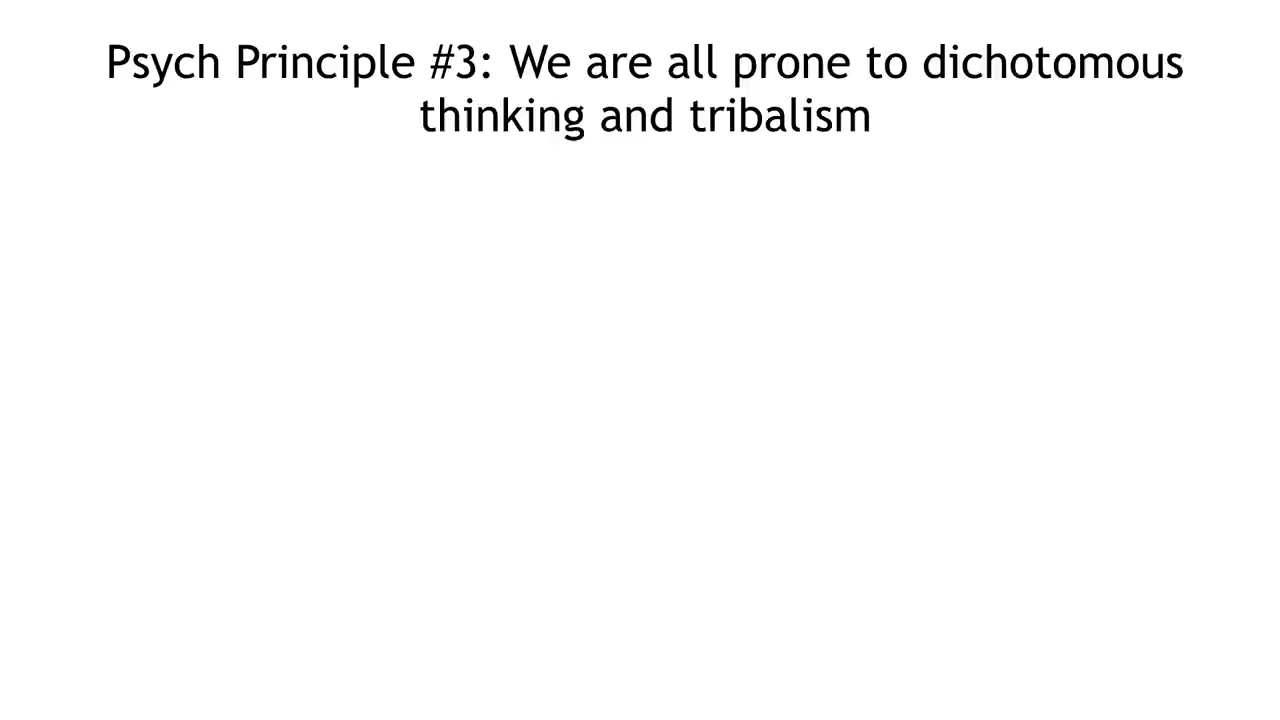 Psych Principle #3: We are all prone to dichotomous
thinking and tribalism